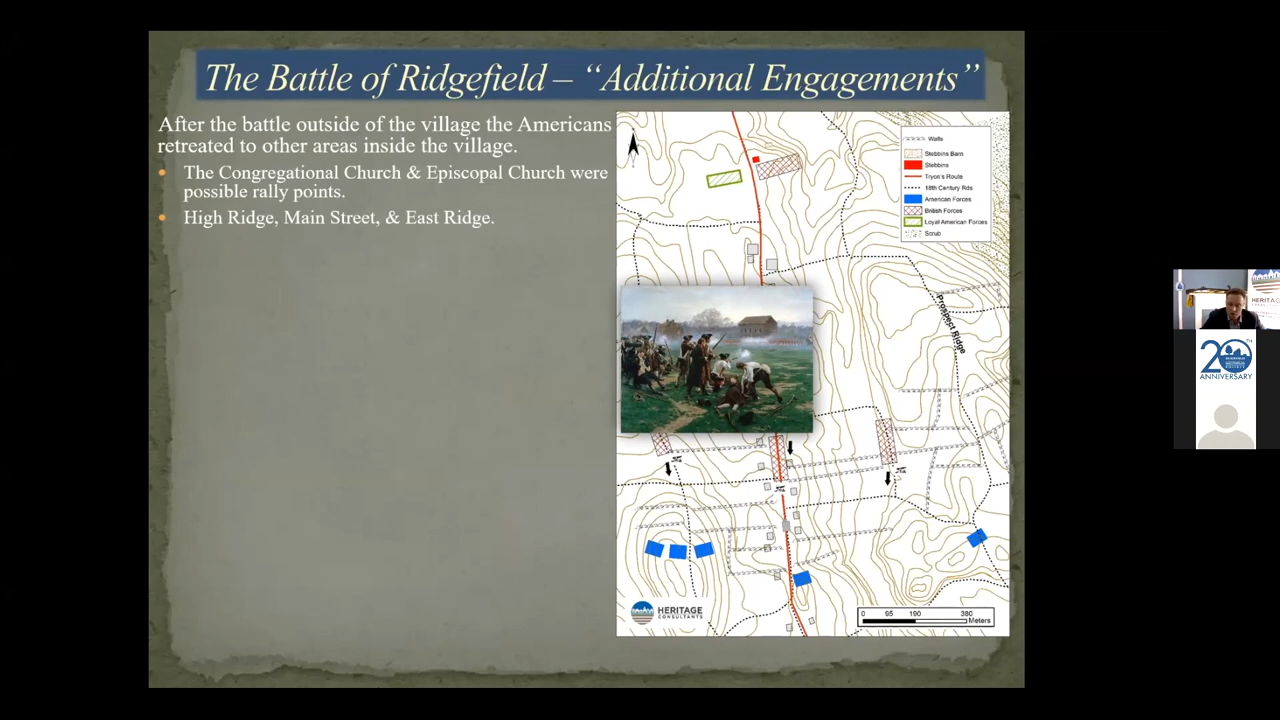 The Battle of Ridgefield – “Additional Engagements”
After the battle outside of the village the Americans
retreated to other areas inside the village.
The Congregational Church & Episcopal Church were
possible rally points.
High Ridge, Main Street, & East Ridge.
Walls
Stebbins Barn
Stebbins
Tryon's Route
18th Century Rds
American Forces
British Forces
Loyal American Forces
Scrub
Prospect Ridge
HERITAGE
CONSULTANTS
0 95 190 380
Meters
HERITAGE
20TH
ANNIVERSARY